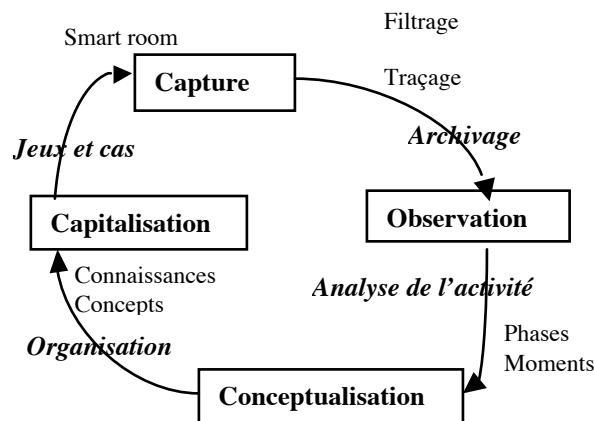 Filtrage
Smart room
Capture
Traçage
Archivage
Jeux et cas
Capitalisation
Observation
Connaissances
Concepts
Analyse de l’activité
Organisation
Phases
Moments
Conceptualisation